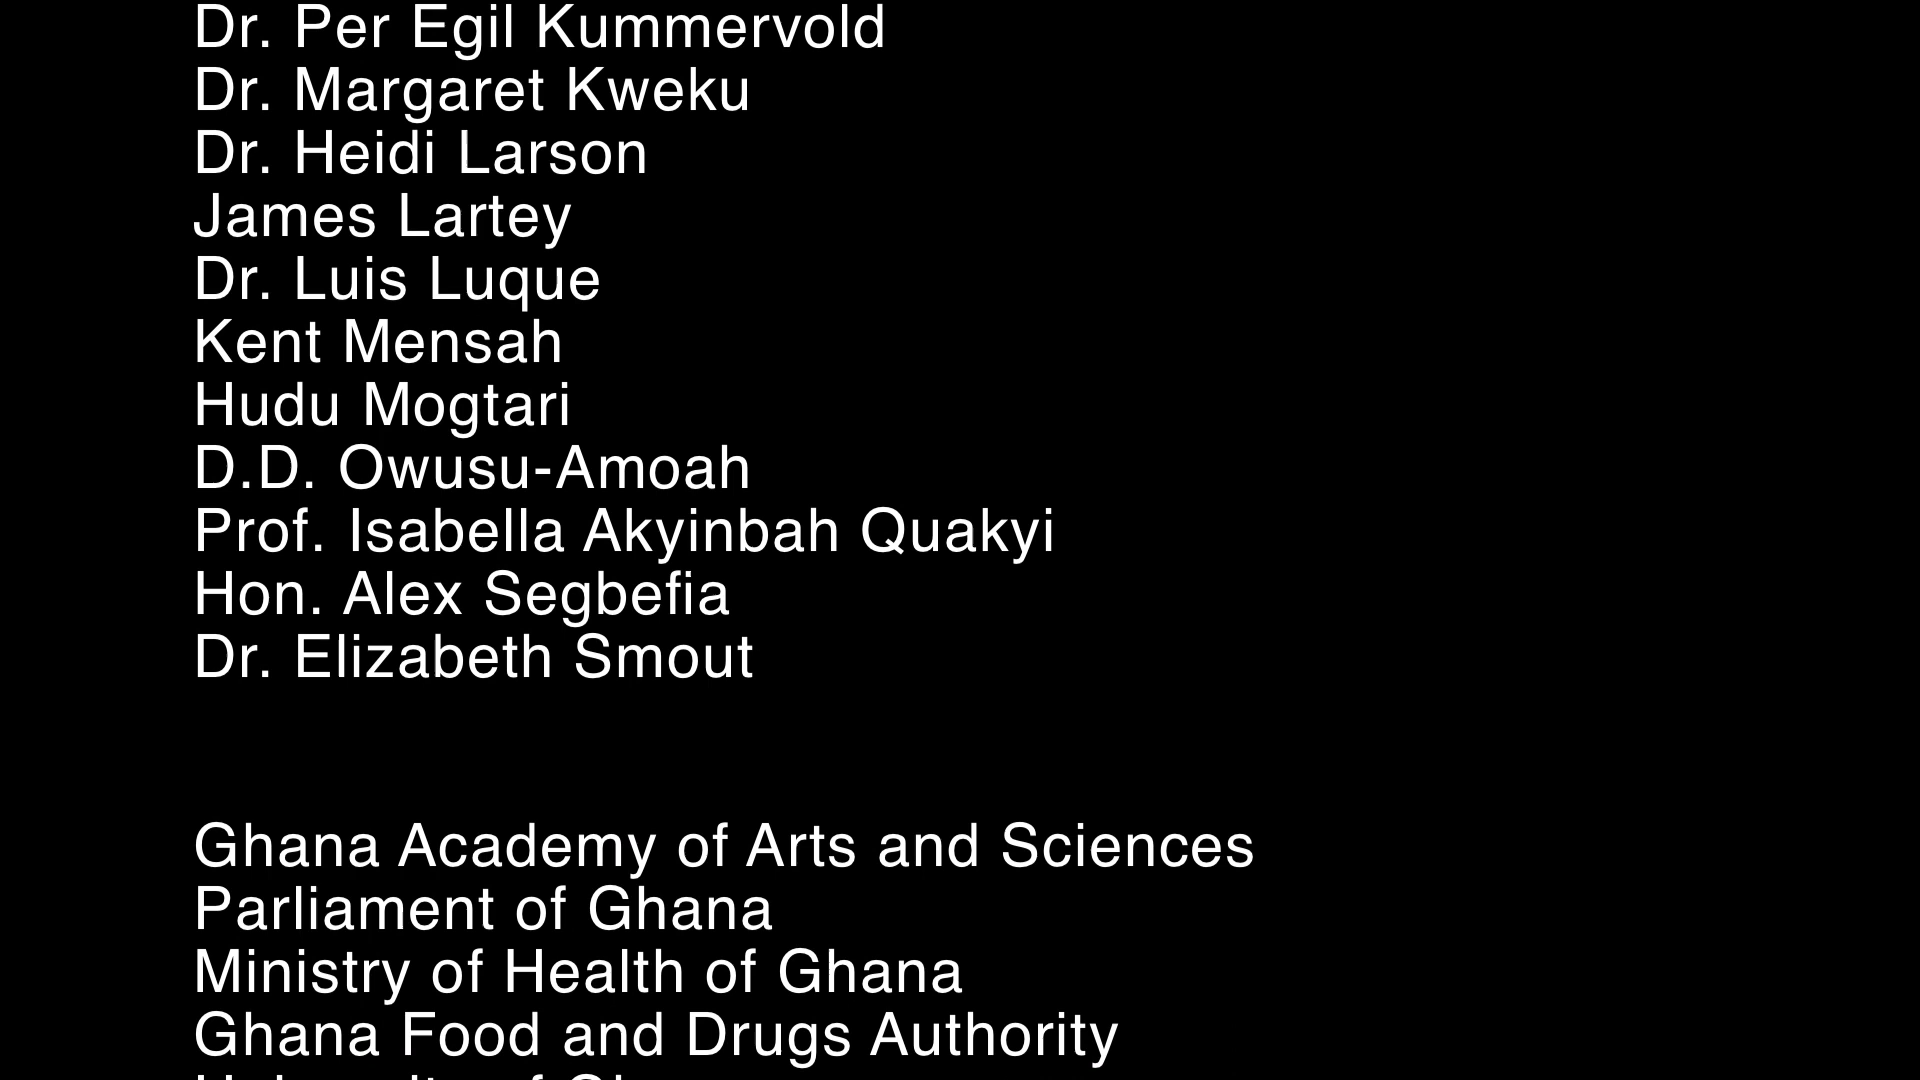 Dr. Per Egil Kummervold
Dr. Margaret Kweku
Dr. Heidi Larson
James Lartey
Dr. Luis Luque
Kent Mensah
Hudu Mogtari
D.D. Owusu-Amoah
Prof. Isabella Akyinbah Quakyi
Hon. Alex Segbefia
Dr. Elizabeth Smout
Ghana Academy of Arts and Sciences
Parliament of Ghana
Ministry of Health of Ghana
Ghana Food and Drugs Authority